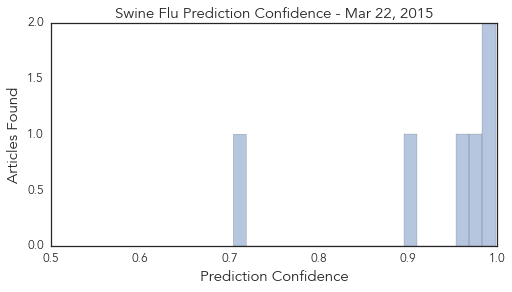 Swine Flu Prediction Confidence - Mar 22, 2015
2.0
1.5
1.0
0.5
0.0
Articles Found
0.5 0.6 0.7 0.8 0.9 1.0
Prediction Confidence